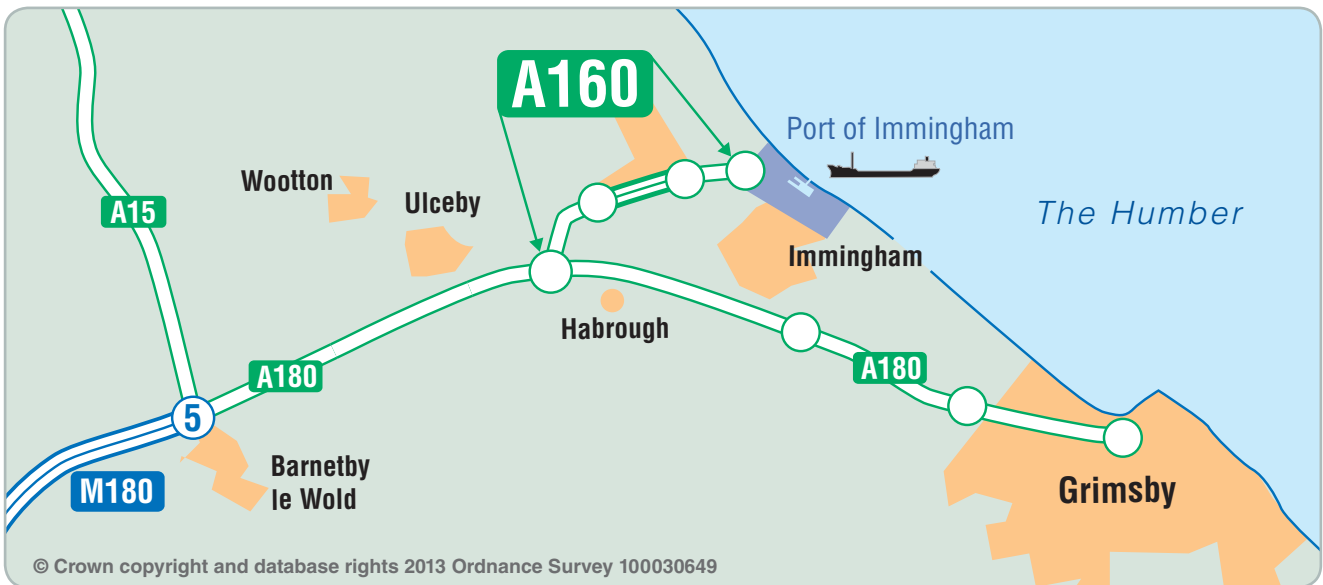 A160
Port of Immingham
Wootton
Ulceby
A15
The Humber
Immingham
Habrough
A180
A180
5
Barnetby
le Wold
M180
Grimsby
© Crown copyright and database rights 2013 Ordnance Survey 100030649